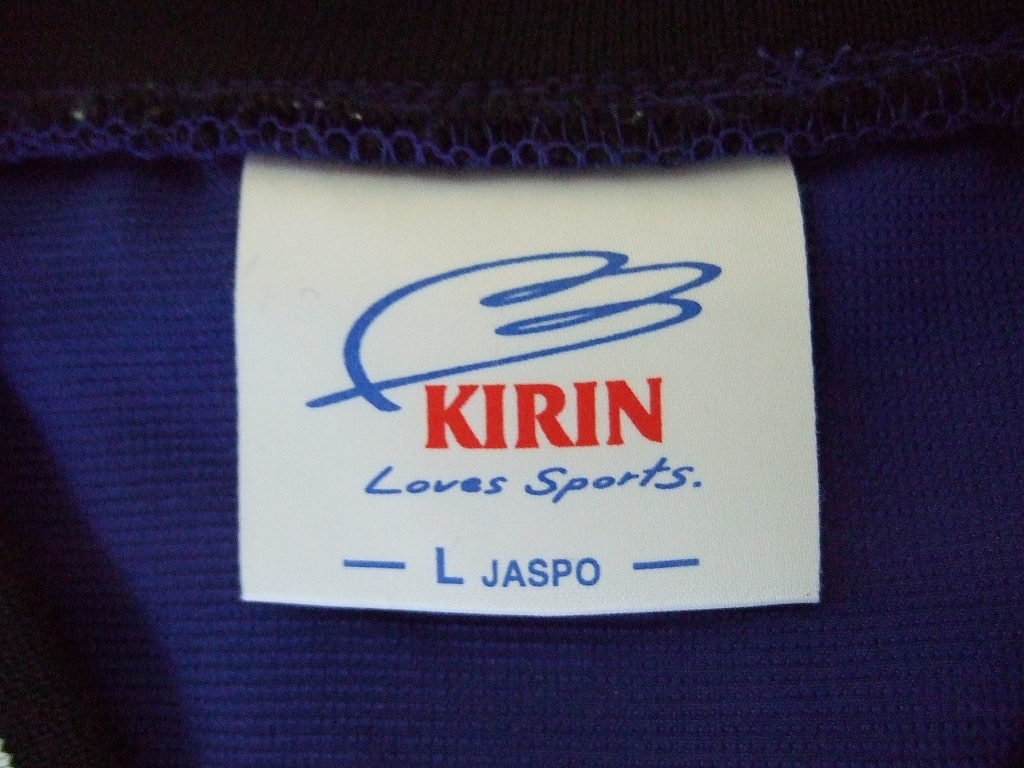 KIRIN
Loves Sports.
— L JASPO —